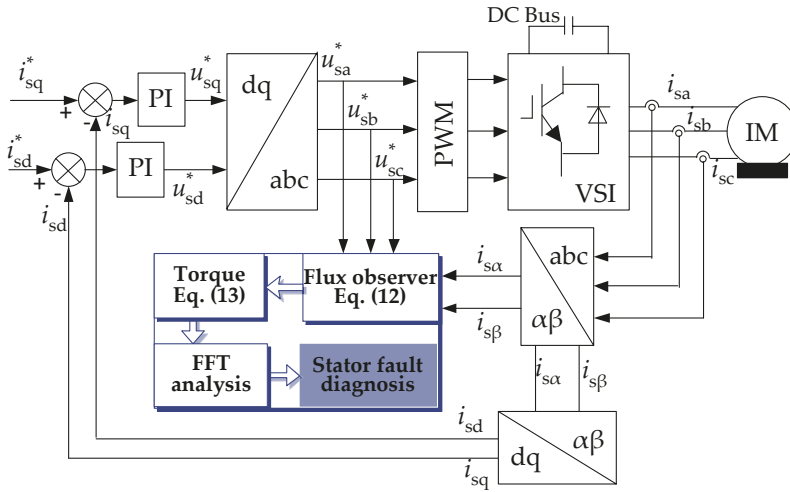 DC Bus
i*sq
+
-
isq
PI
u*sq
dq
abc
u*sa
u*sb
u*sc
PWM
VSI
isa
isb
isc
IM
i*sd
+
-
isd
PI
u*sd
Torque
Eq. (13)
Flux observer
Eq. (12)
isα
isβ
abc
αβ
FFT
analysis
Stator fault
diagnosis
isα
isβ
isd
isq
αβ
dq